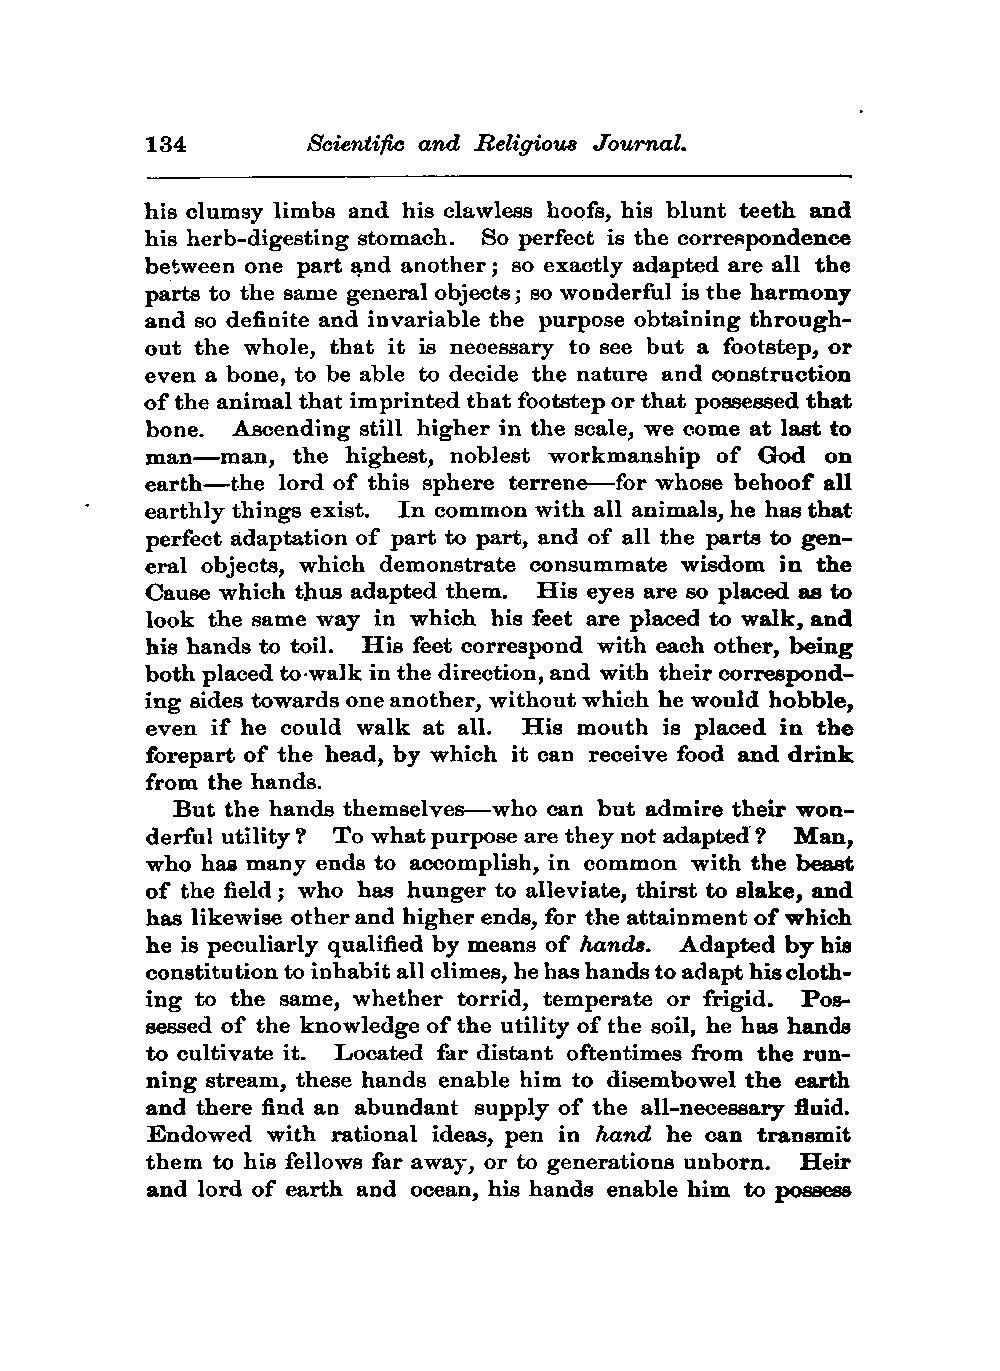 134 Scientific and Religious Journal.
his clumsy limbs and his clawless hoofs, his blunt teeth and
his herb-digesting stomach. So perfect is the correspondence
between one part and another; so exactly adapted are all the
parts to the same general objects; so wonderful is the harmony
and so definite and invariable the purpose obtaining through-
out the whole, that it is necessary to see but a footstep, or
even a bone, to be able to decide the nature and construction
of the animal that imprinted that footstep or that possessed that
bone. Ascending still higher in the scale, we come at last to
man—man, the highest, noblest workmanship of God on
earth—the lord of this sphere terrene—for whose behoof all
earthly things exist. In common with all animals, he has that
perfect adaptation of part to part, and of all the parts to gen-
eral objects, which demonstrate consummate wisdom in the
Cause which thus adapted them. His eyes are so placed as to
look the same way in which his feet are placed to walk, and
his hands to toil. His feet correspond with each other, being
both placed to walk in the direction, and with their correspond-
ing sides towards one another, without which he would hobble,
even if he could walk at all. His mouth is placed in the
forepart of the head, by which it can receive food and drink
from the hands.
But the hands themselves—who can but admire their won-
derful utility? To what purpose are they not adapted? Man,
who has many ends to accomplish, in common with the beast
of the field; who has hunger to alleviate, thirst to slake, and
has likewise other and higher ends, for the attainment of which
he is peculiarly qualified by means of hands. Adapted by his
constitution to inhabit all climes, he has hands to adapt his cloth-
ing to the same, whether torrid, temperate or frigid. Pos-
sessed of the knowledge of the utility of the soil, he has hands
to cultivate it. Located far distant oftentimes from the run-
ning stream, these hands enable him to disembowel the earth
and there find an abundant supply of the all-necessary fluid.
Endowed with rational ideas, pen in hand he can transmit
them to his fellows far away, or to generations unborn. Heir
and lord of earth and ocean, his hands enable him to possess